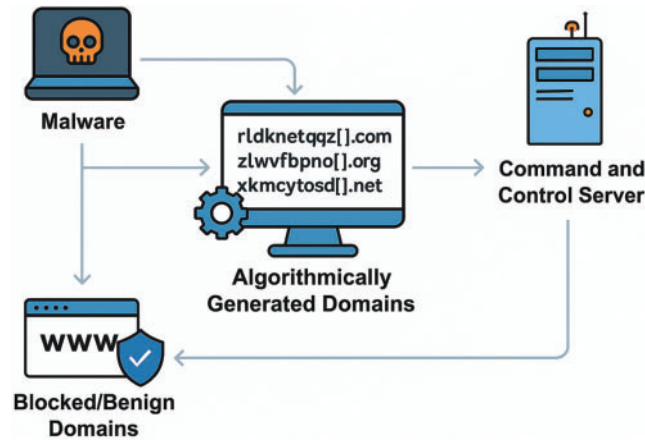 Malware
rldknetqqz[].com
zlwvfbpno[].org
xkmcytosd[].net
Algorithmically
Generated Domains
Command and
Control Server
WWW
Blocked/Benign
Domains